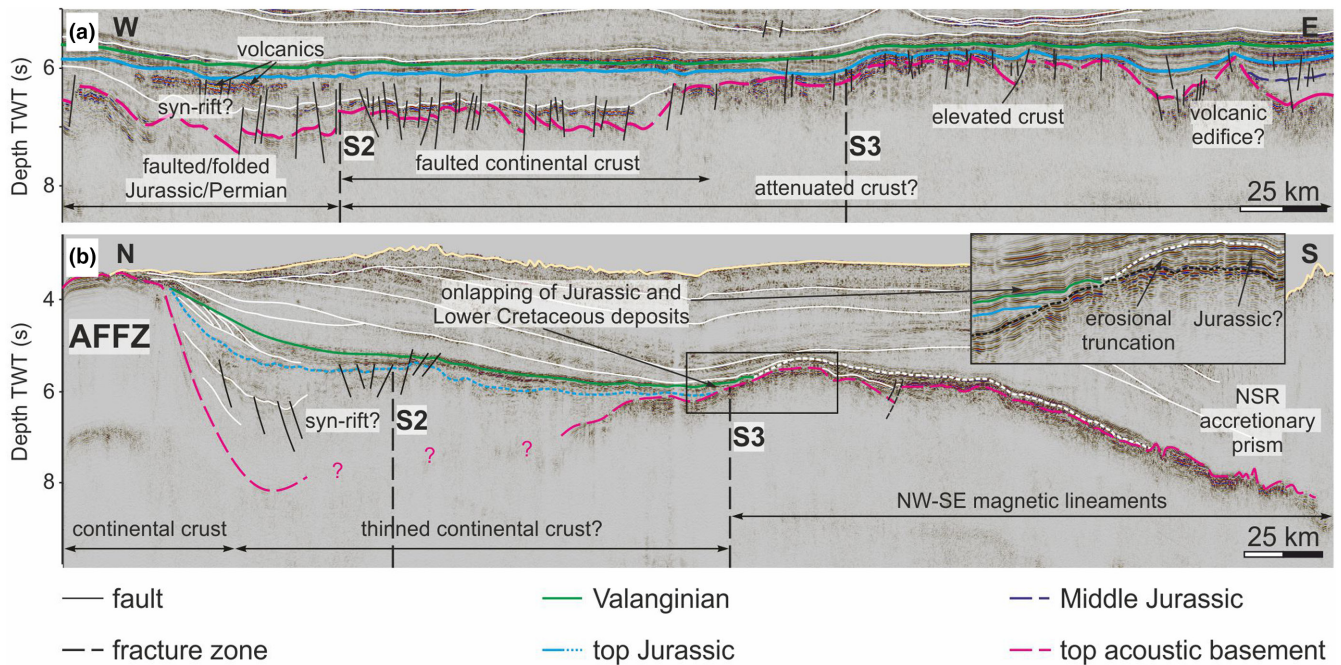 (a) W E
Depth TWT (s)
6
8
volcanics
syn-rift?
faulted/folded
Jurassic/Permian
S2
faulted continental crust
S3
attenuated crust?
elevated crust
volcanic
edifice?
25 km
(b) N S
Depth TWT (s)
4
6
8
AFFZ
onlapping of Jurassic and
Lower Cretaceous deposits
erosional
truncation
Jurassic?
syn-rift?
S2
? ? ?
S3
NSR
accretionary
prism
continental crust
thinned continental crust?
NW-SE magnetic lineaments
25 km
fault Valanginian Middle Jurassic
fracture zone top Jurassic top acoustic basement